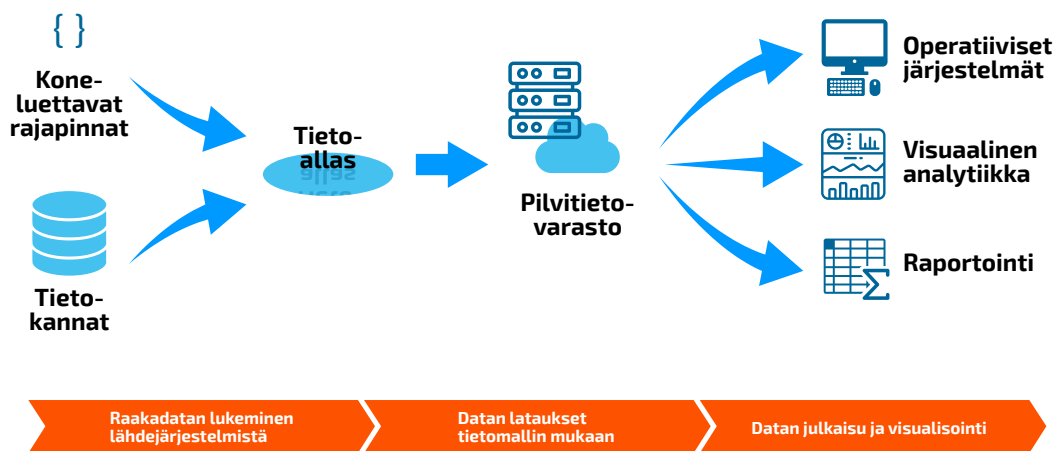 { }
Kone-
luettavat
rajapinnat
Tieto-
kannat
Tieto-
allas
allas
Pilvitieto-
varasto
Operatiiviset
järjestelmät
Visuaalinen
analytiikka
Raportointi
Σ
Raakadatan lukeminen
lähdejärjestelmistä
Datan lataukset
tietomallin mukaan
Datan julkaisu ja visualisointi